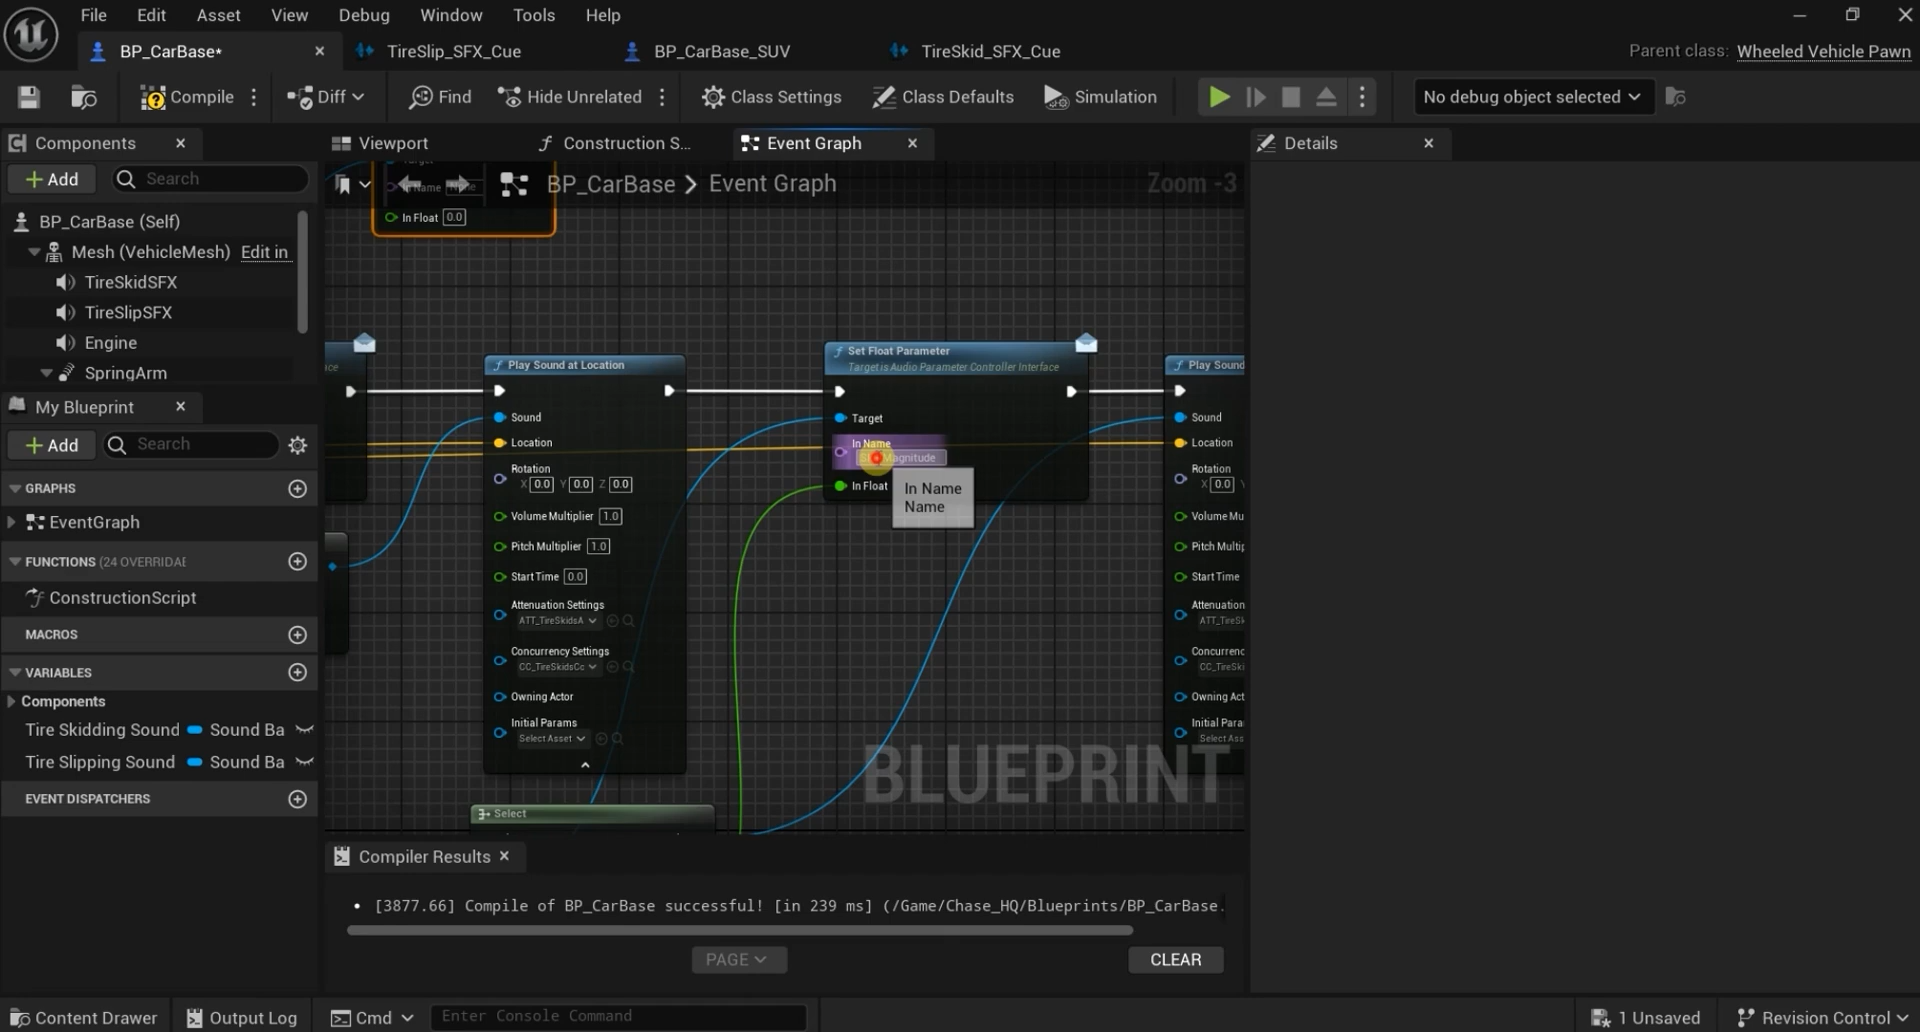 File Edit Asset View Debug Window Tools Help
BP_CarBase* TireSlip_SFX_Cue BP_CarBase_SUV TireSkid_SFX_Cue Parent class: Wheeled Vehicle Pawn
Compile Diff Find Hide Unrelated Class Settings Class Defaults Simulation No debug object selected
Components Viewport Construction S... Event Graph Details
Add Search
BP_CarBase > Event Graph Zoom -3
In Float 0.0
BP_CarBase (Self)
Mesh (VehicleMesh) Edit in
TireSkidSFX
TireSlipSFX
Engine
SpringArm
My Blueprint
Add Search
GRAPHS
EventGraph
FUNCTIONS (24 OVERRIDAE
ConstructionScript
MACROS
VARIABLES
Components
Tire Skidding Sound Sound Ba
Tire Slipping Sound Sound Ba
EVENT DISPATCHERS
Play Sound at Location
Sound
Location
Rotation
X 0.0 Y 0.0 Z 0.0
Volume Multiplier 1.0
Pitch Multiplier 1.0
Start Time 0.0
Attenuation Settings
ATT_TireSkidsA
Concurrency Settings
CC_TireSkidsCc
Owning Actor
Initial Params
Select Asset
Select
Set Float Parameter
Target is Audio Parameter Controller Interface
Target
In Name
Magnitude
In Float
In Name
Name
Play Sound
Sound
Location
Rotation
X 0.0
Volume Mu
Pitch Multip
Start Time
Attenuation
ATT_TireSk
Concurrenc
CC_TireSki
Owning Act
Initial Para
Select Ass
BLUEPRINT
Compiler Results
• [3877.66] Compile of BP_CarBase successful! [in 239 ms] (/Game/Chase_HQ/Blueprints/BP_CarBase.
PAGE CLEAR
Content Drawer Output Log Cmd Enter Console Command 1 Unsaved Revision Control